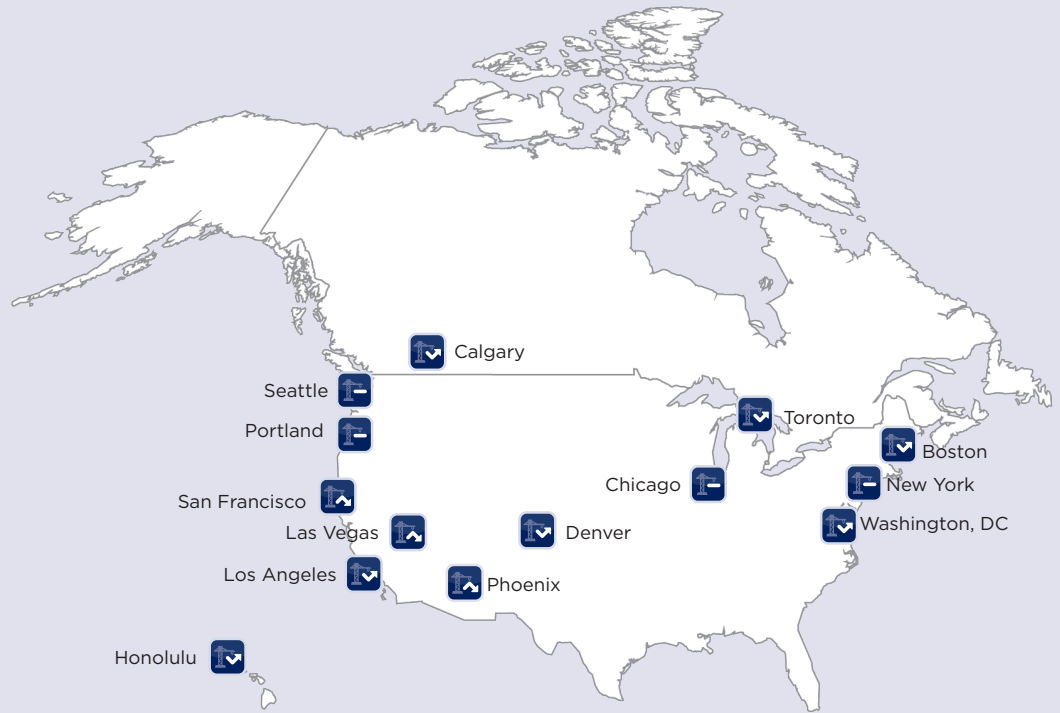 Calgary
Seattle
Toronto
Portland
Boston
Chicago
New York
San Francisco
Washington, DC
Las Vegas
Denver
Los Angeles
Phoenix
Honolulu